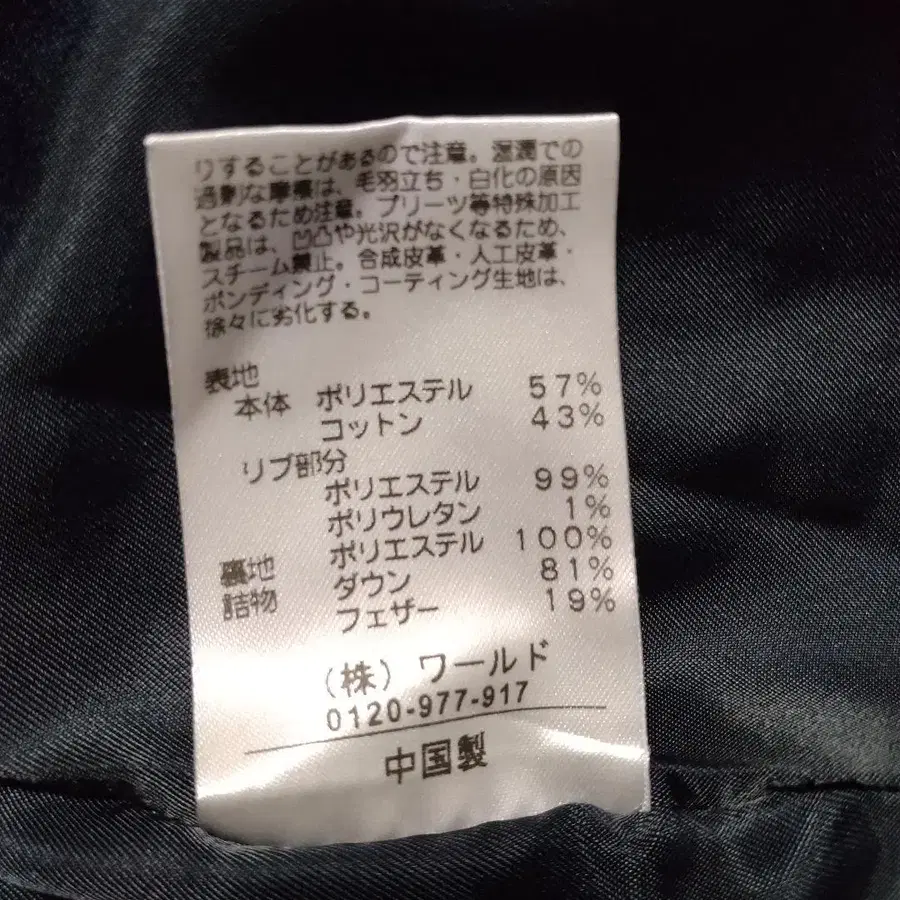 りすることがあるので注意。湿潤での
過剰な摩擦は、毛羽立ち・白化の原因
となるため注意。プリーツ等特殊加工
製品は、凹凸や光沢がなくなるため、
スチーム禁止。合成皮革・人工皮革・
ボンディング・コーティング生地は、
徐々に劣化する。
表地
本体 ポリエステル 57%
コットン 43%
リブ部分
ポリエステル 99%
ポリウレタン 1%
裏地 ポリエステル 100%
詰物 ダウン 81%
フェザー 19%
(株) ワールド
0120-977-917
中国製